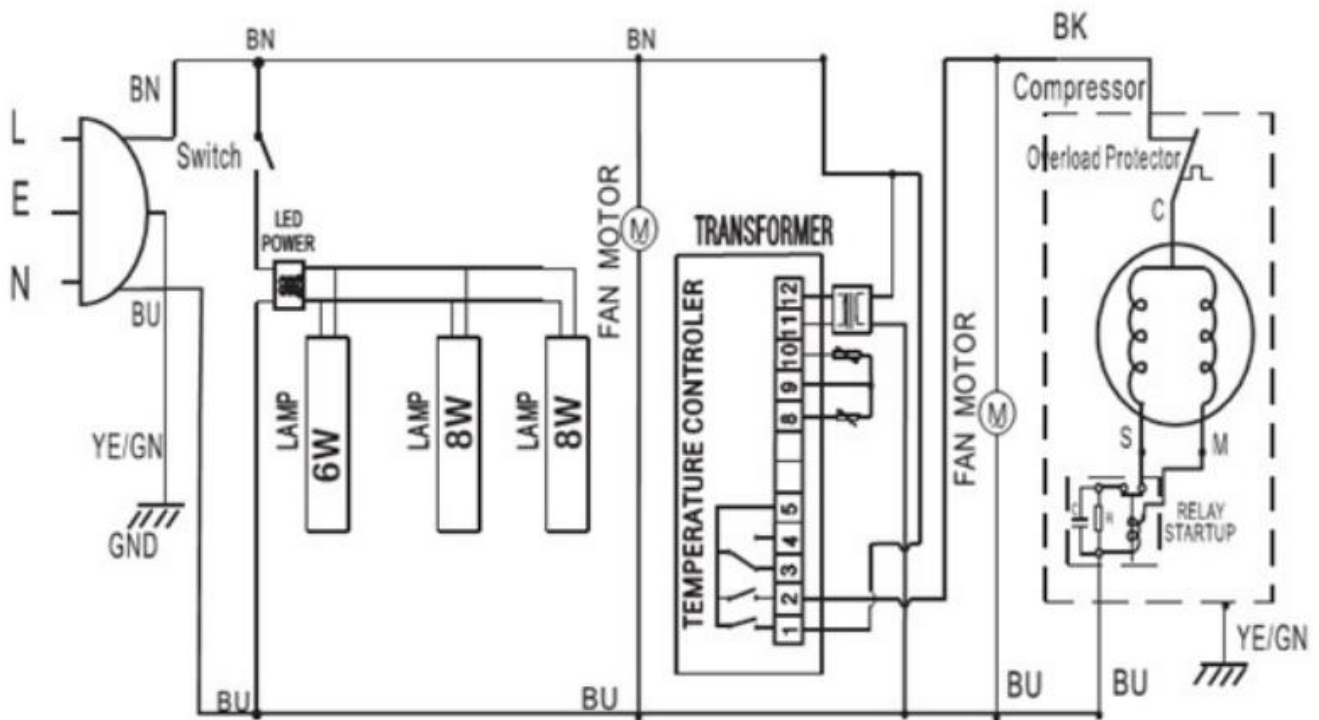 BN
BN
BK
BN
Compressor
L
Switch
Overload Protector
E
LED
POWER
C
N
FAN MOTOR
M
TRANSFORMER
BU
TEMPERATURE CONTROLER
12
11
10
9
8
5
4
3
2
1
FAN MOTOR
M
LAMP
6W
LAMP
8W
LAMP
8W
S
M
YE/GN
C
R
RELAY
STARTUP
GND
YE/GN
BU
BU
BU
BU